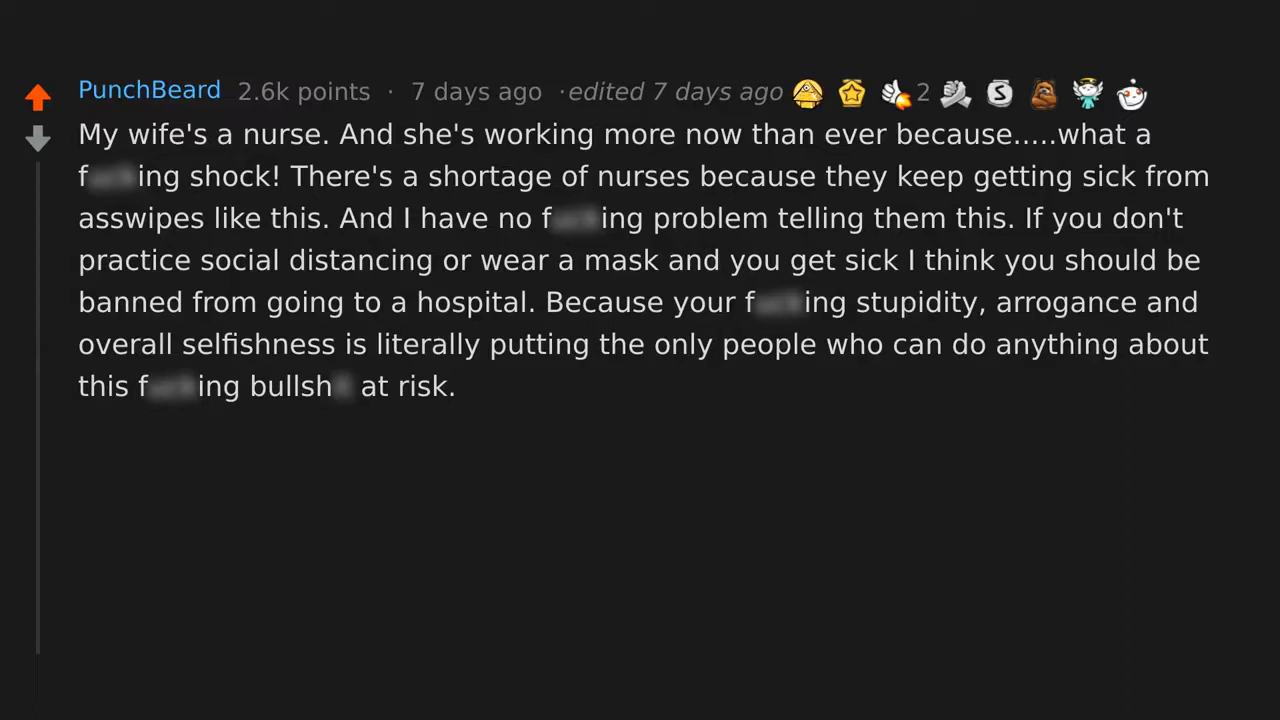 PunchBeard 2.6k points · 7 days ago ·edited 7 days ago 2
My wife's a nurse. And she's working more now than ever because.....what a
f ing shock! There's a shortage of nurses because they keep getting sick from
asswipes like this. And I have no f ing problem telling them this. If you don't
practice social distancing or wear a mask and you get sick I think you should be
banned from going to a hospital. Because your f ing stupidity, arrogance and
overall selfishness is literally putting the only people who can do anything about
this f ing bullsh at risk.